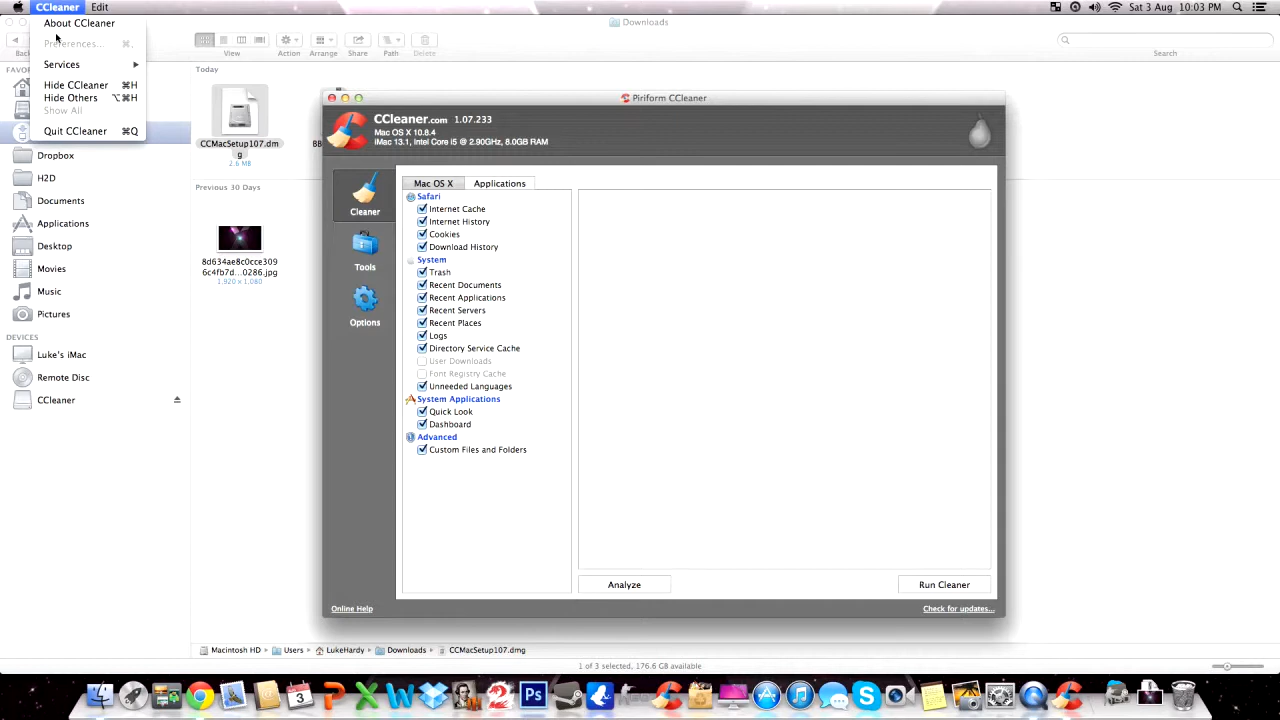 CCleaner Edit
Sat 3 Aug 10:03 PM
About CCleaner
Preferences... ⌘,
Services
Hide CCleaner ⌘H
Hide Others ⌥⌘H
Show All
Quit CCleaner ⌘Q
Downloads
Back
View
Action
Arrange
Share
Path
Delete
Search
Dropbox
H2D
Documents
Applications
Desktop
Movies
Music
Pictures
DEVICES
Luke's iMac
Remote Disc
CCleaner
Today
CCMacSetup107.dm
g
2.6 MB
Previous 30 Days
8d634ae8c0cce309
6c4fb7d...0286.jpg
1,920 x 1,080
Piriform CCleaner
CCleaner.com 1.07.233
Mac OS X 10.8.4
iMac 13.1, Intel Core i5 @ 2.90GHz, 8.0GB RAM
Cleaner
Tools
Options
Mac OS X
Applications
Safari
Internet Cache
Internet History
Cookies
Download History
System
Trash
Recent Documents
Recent Applications
Recent Servers
Recent Places
Logs
Directory Service Cache
User Downloads
Font Registry Cache
Unneeded Languages
System Applications
Quick Look
Dashboard
Advanced
Custom Files and Folders
Analyze
Run Cleaner
Online Help
Check for updates...
Macintosh HD
Users
LukeHardy
Downloads
CCMacSetup107.dmg
1 of 3 selected, 176.6 GB available
Ps